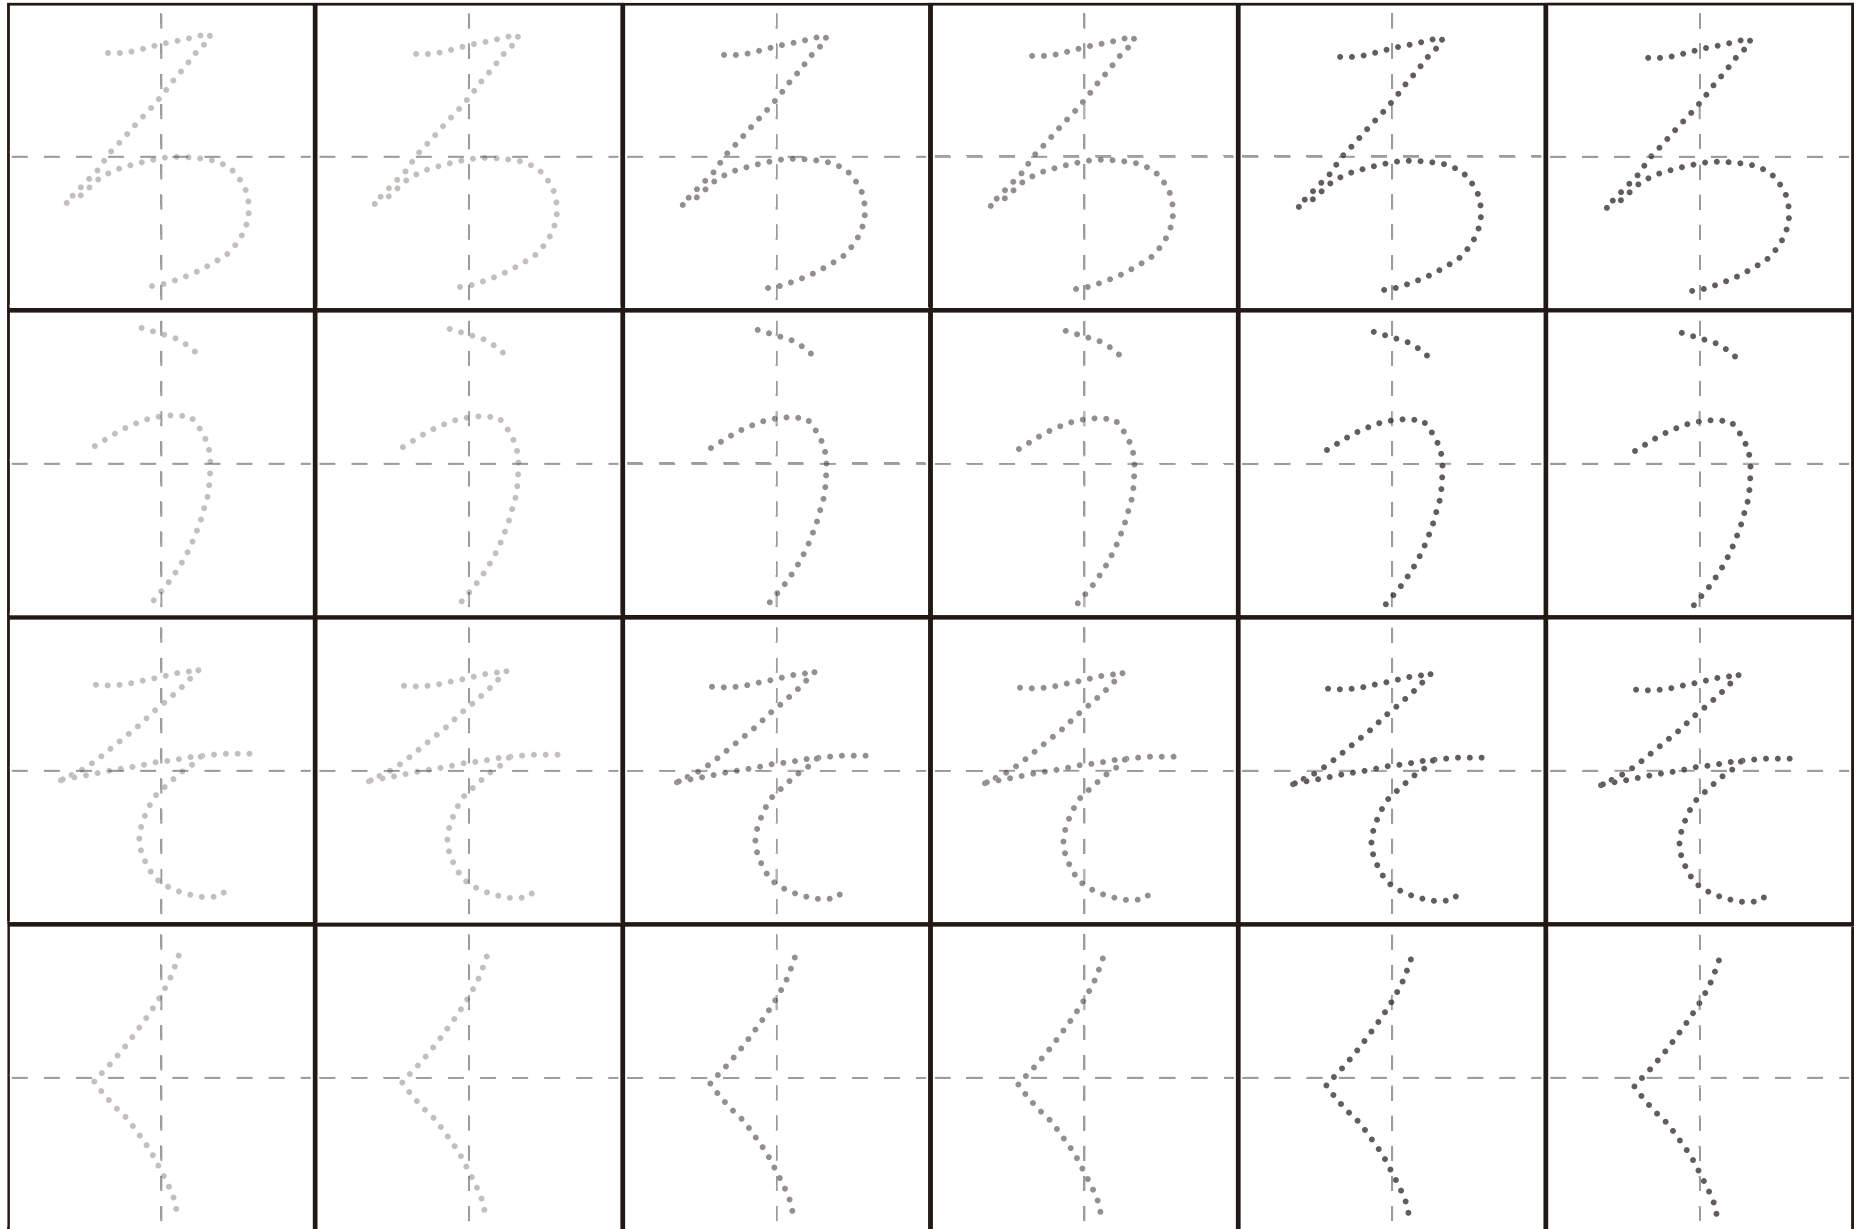 ろ ろ ろ ろ ろ ろ
う う う う う う
そ そ そ そ そ そ
く く く く く く